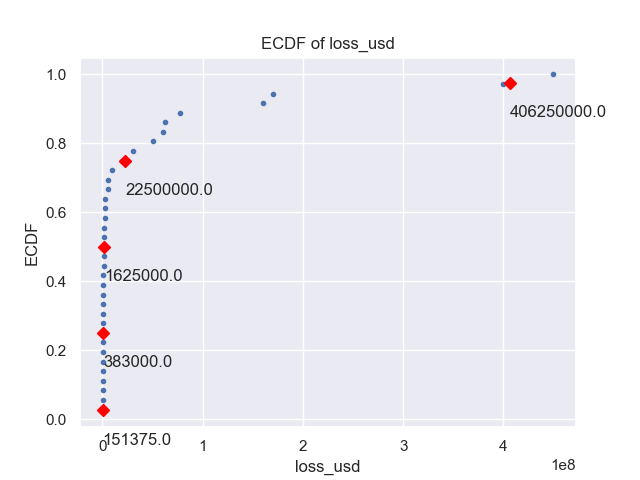 ECDF of loss_usd
1.0
406250000.0
0.8
22500000.0
0.6
ECDF
0.4
1625000.0
0.2
383000.0
0.0
151375.0
0 1 2 3 4
1e8
loss_usd